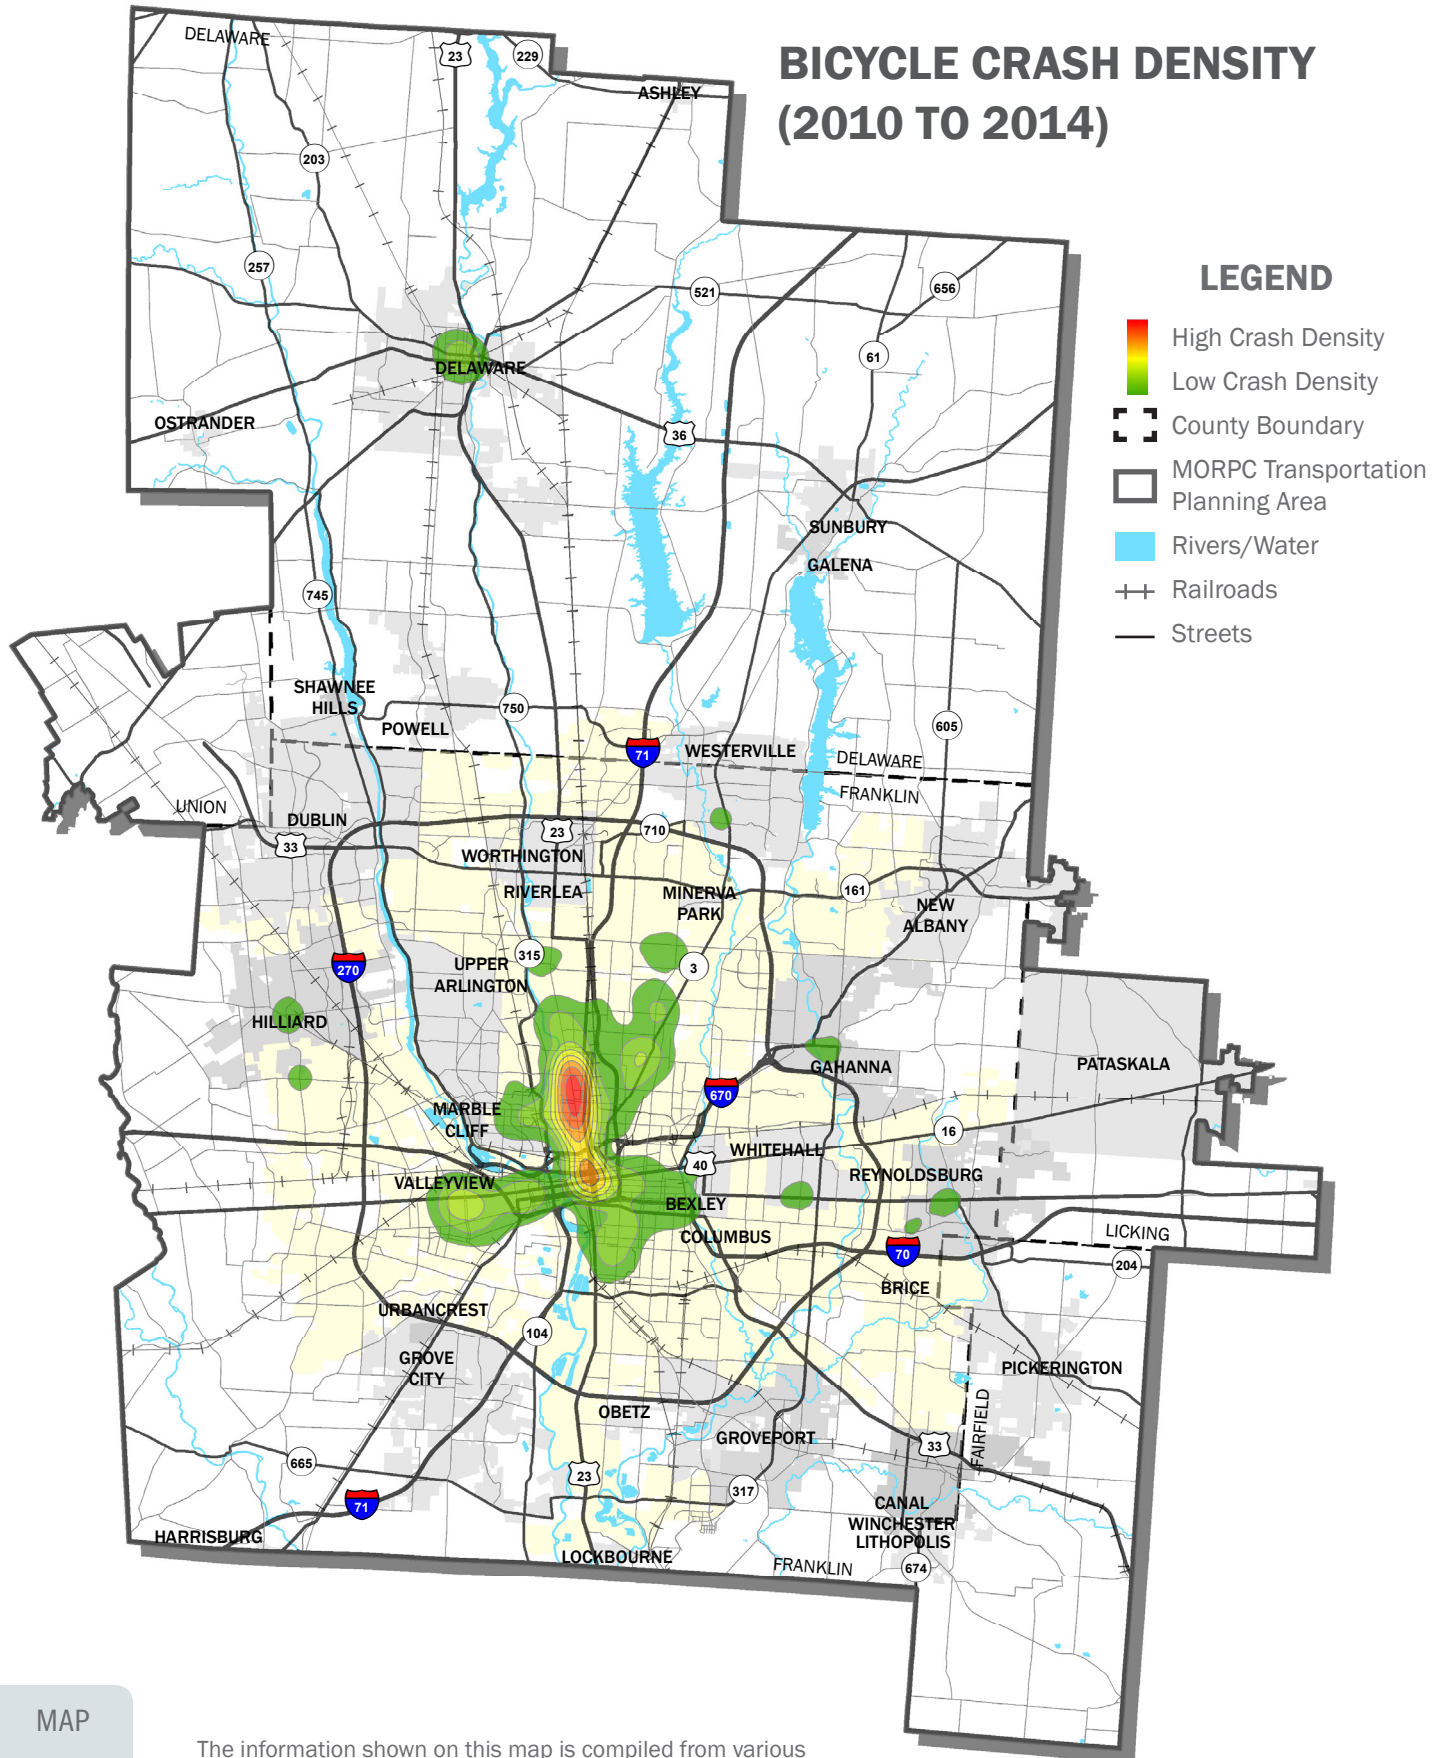 BICYCLE CRASH DENSITY
(2010 TO 2014)
LEGEND
High Crash Density
Low Crash Density
County Boundary
MORPC Transportation
Planning Area
Rivers/Water
Railroads
Streets
DELAWARE
23
229
ASHLEY
203
257
521
656
61
DELAWARE
OSTRANDER
36
SUNBURY
GALENA
745
SHAWNEE
HILLS
POWELL
750
605
71
WESTERVILLE
DELAWARE
FRANKLIN
UNION
DUBLIN
33
23
710
WORTHINGTON
RIVERLEA
MINERVA
PARK
161
NEW
ALBANY
270
UPPER
ARLINGTON
315
3
HILLIARD
GAHANNA
PATASKALA
670
MARBLE
CLIFF
16
40
WHITEHALL
REYNOLDSBURG
VALLEYVIEW
BEXLEY
COLUMBUS
LICKING
70
204
BRICE
URBANCREST
104
GROVE
CITY
PICKERINGTON
OBETZ
GROVEPORT
FAIRFIELD
33
665
23
317
71
CANAL
WINCHESTER
LITHOPOLIS
HARRISBURG
LOCKBOURNE
FRANKLIN
674
MAP
The information shown on this map is compiled from various